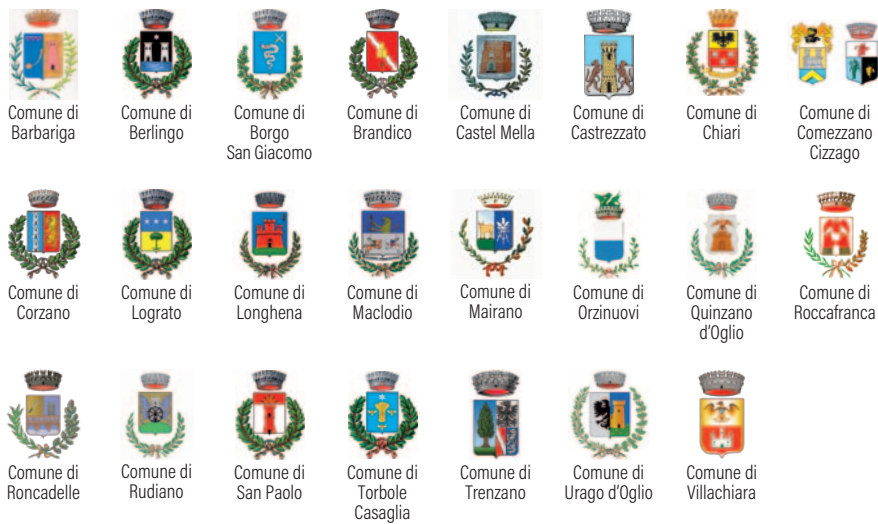 Comune di
Barbariga
Comune di
Berlingo
Comune di
Borgo
San Giacomo
Comune di
Brandico
Comune di
Castel Mella
Comune di
Castrezzato
Comune di
Chiari
Comune di
Comezzano
Cizzago
Comune di
Corzano
Comune di
Lograto
Comune di
Longhena
Comune di
Maclodio
Comune di
Mairano
Comune di
Orzinuovi
Comune di
Quinzano
d'Oglio
Comune di
Roccafranca
Comune di
Roncadelle
Comune di
Rudiano
Comune di
San Paolo
Comune di
Torbole
Casaglia
Comune di
Trenzano
Comune di
Urago d'Oglio
Comune di
Villachiara